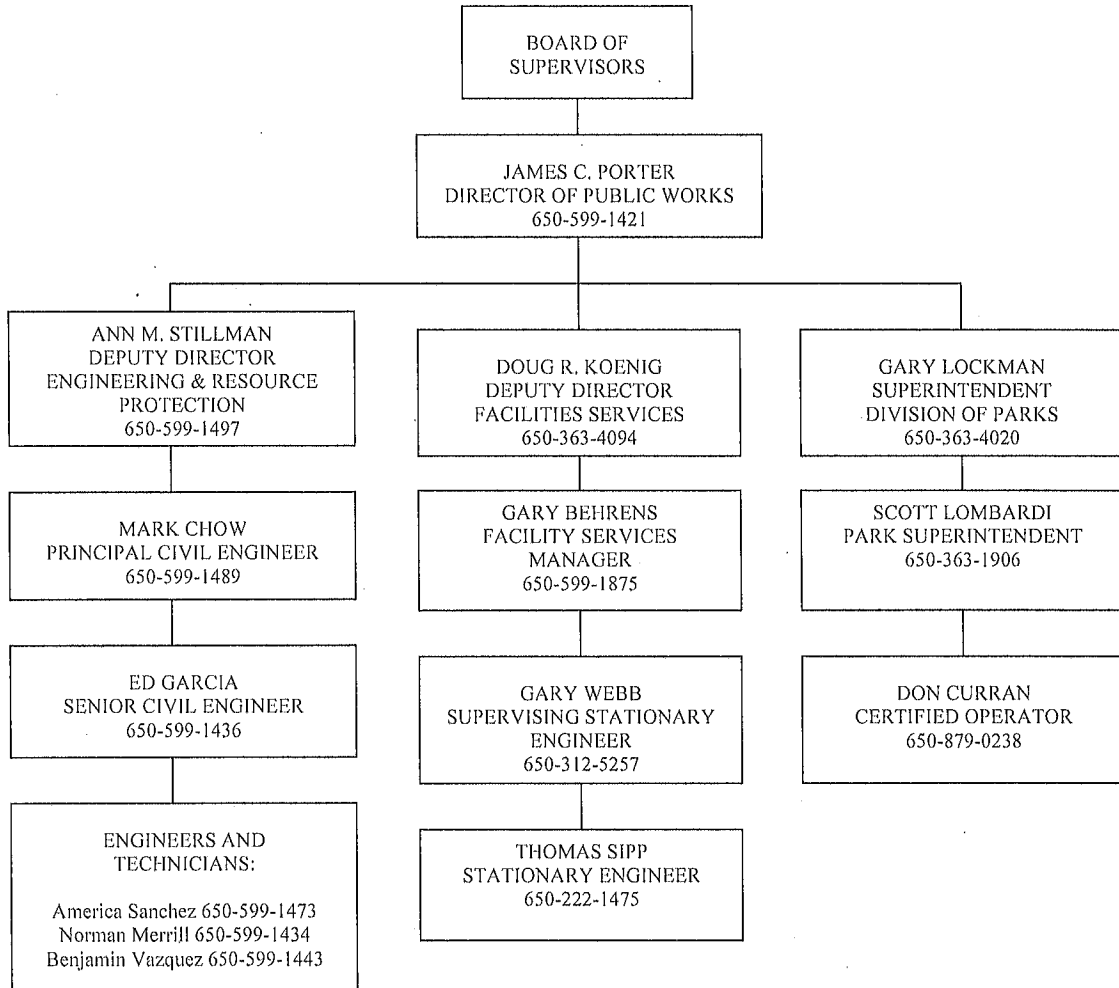 BOARD OF
SUPERVISORS
JAMES C. PORTER
DIRECTOR OF PUBLIC WORKS
650-599-1421
ANN M. STILLMAN
DEPUTY DIRECTOR
ENGINEERING & RESOURCE
PROTECTION
650-599-1497
MARK CHOW
PRINCIPAL CIVIL ENGINEER
650-599-1489
ED GARCIA
SENIOR CIVIL ENGINEER
650-599-1436
ENGINEERS AND
TECHNICIANS:
America Sanchez 650-599-1473
Norman Merrill 650-599-1434
Benjamin Vazquez 650-599-1443
DOUG R. KOENIG
DEPUTY DIRECTOR
FACILITIES SERVICES
650-363-4094
GARY BEHRENS
FACILITY SERVICES
MANAGER
650-599-1875
GARY WEBB
SUPERVISING STATIONARY
ENGINEER
650-312-5257
THOMAS SIPP
STATIONARY ENGINEER
650-222-1475
GARY LOCKMAN
SUPERINTENDENT
DIVISION OF PARKS
650-363-4020
SCOTT LOMBARDI
PARK SUPERINTENDENT
650-363-1906
DON CURRAN
CERTIFIED OPERATOR
650-879-0238